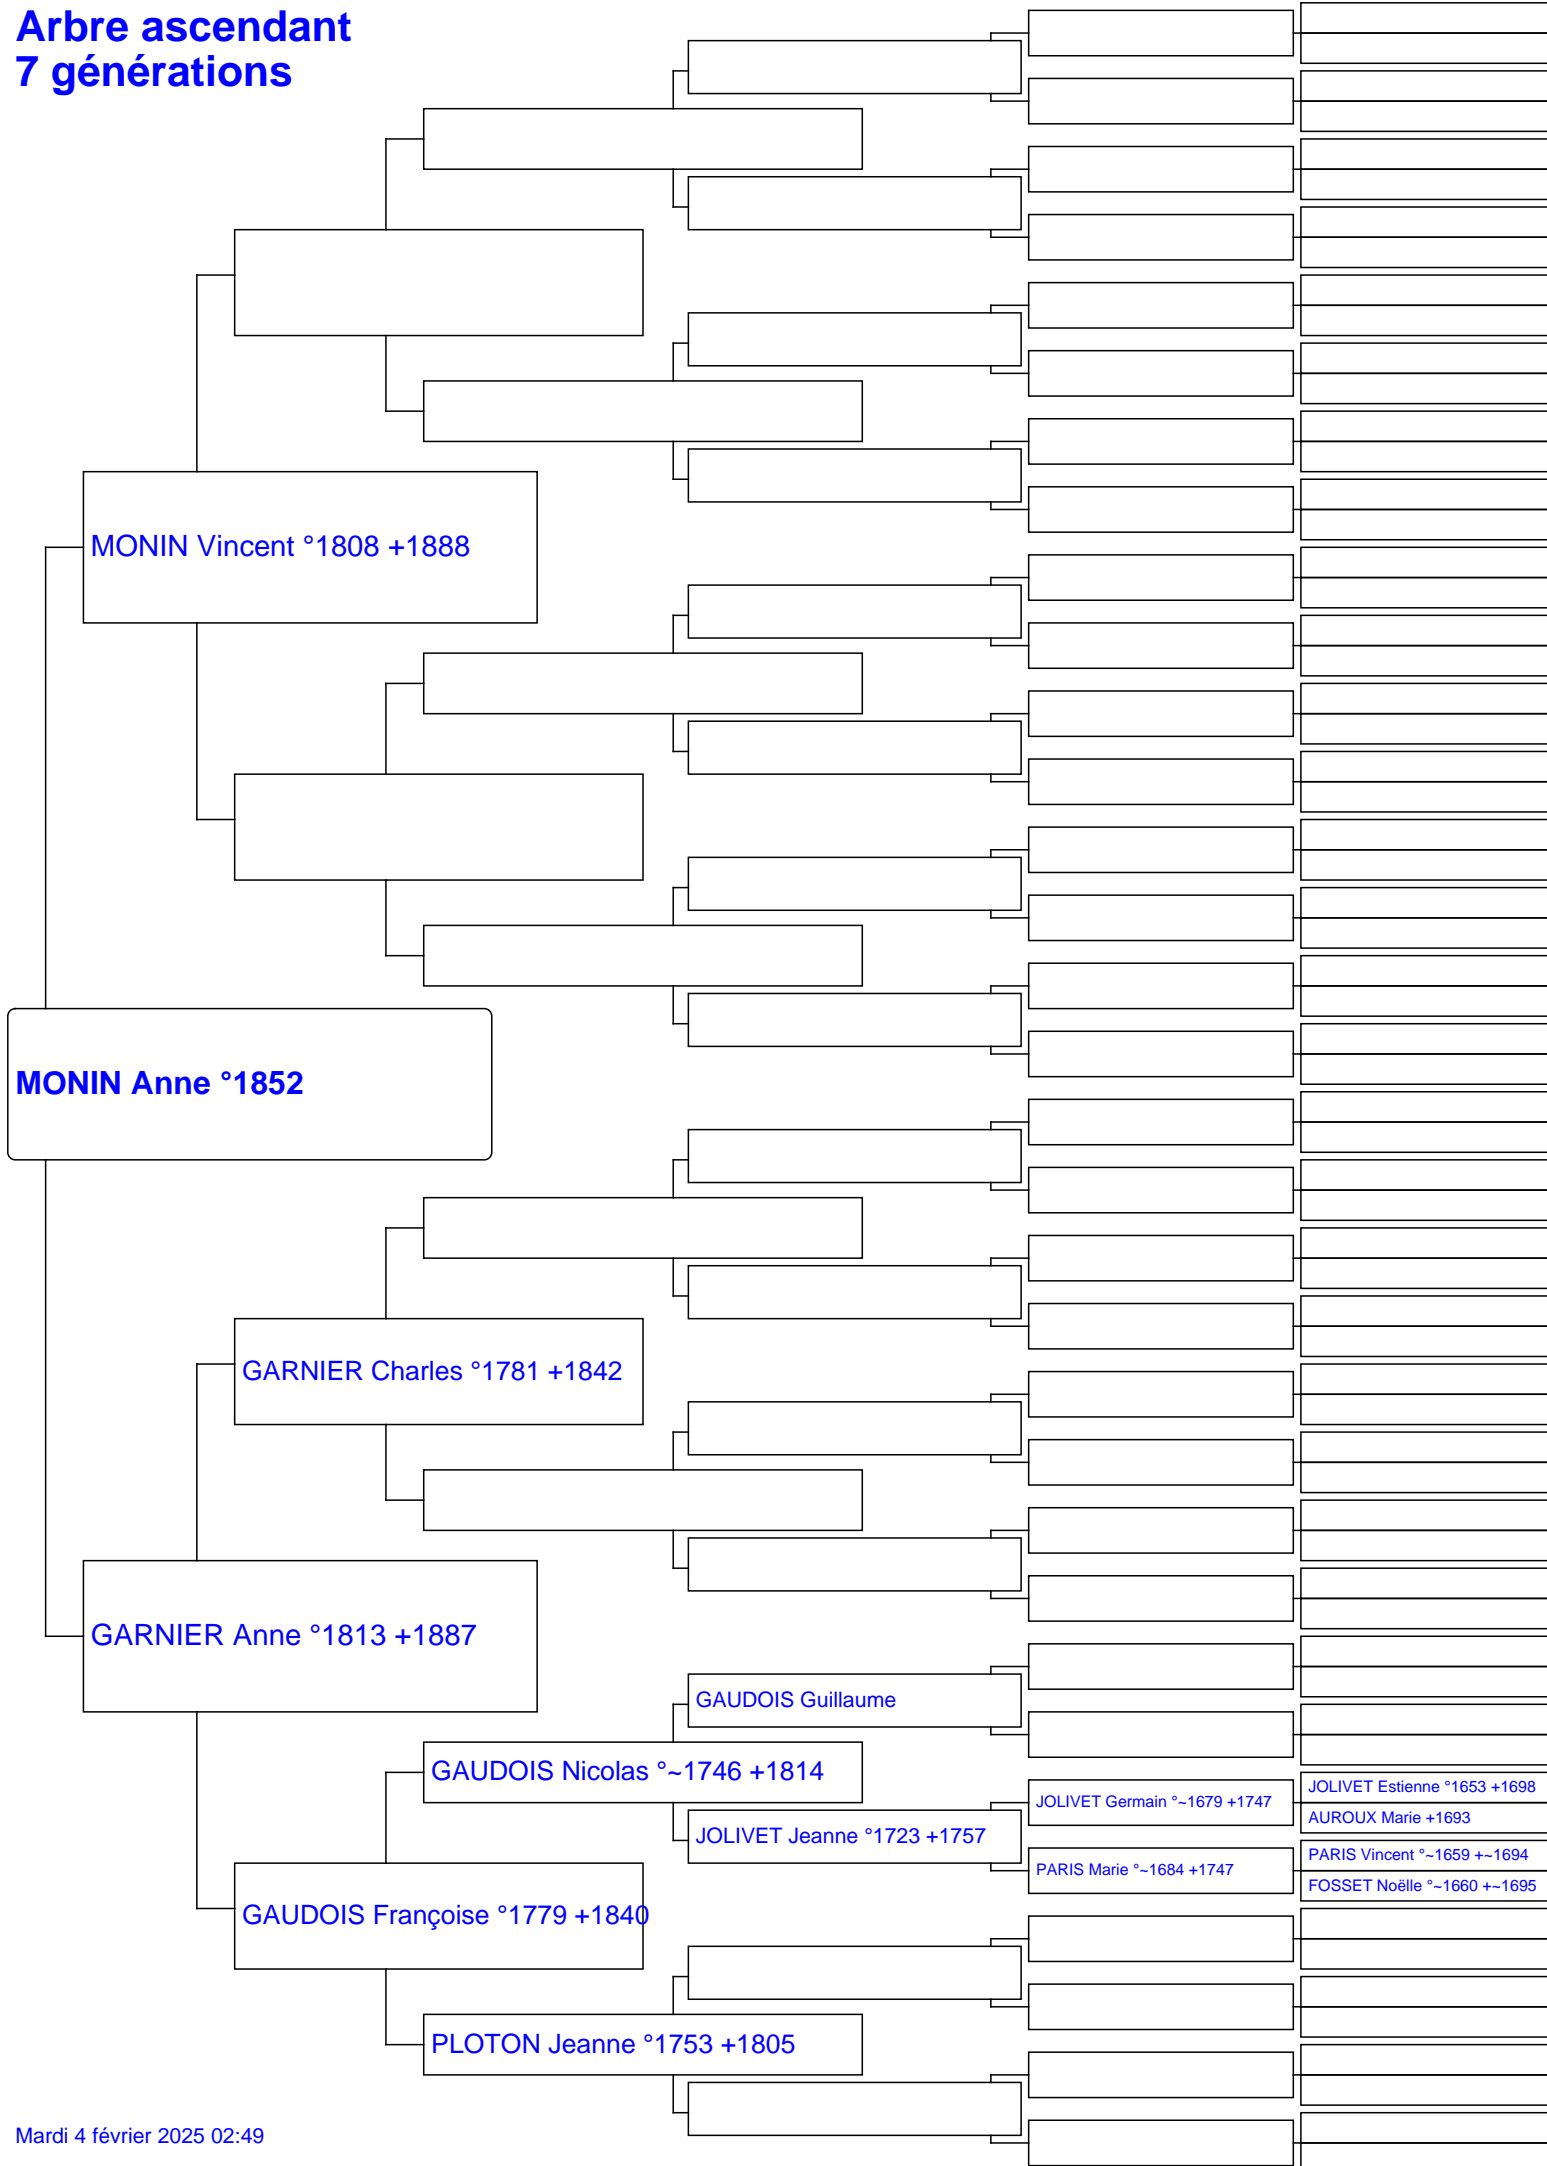 Arbre ascendant
7 générations
MONIN Vincent °1808 +1888
MONIN Anne °1852
GARNIER Charles °1781 +1842
GARNIER Anne °1813 +1887
GAUDOIS Guillaume
GAUDOIS Nicolas °~1746 +1814
JOLIVET Estienne °1653 +1698
JOLIVET Germain °~1679 +1747
AUROUX Marie +1693
JOLIVET Jeanne °1723 +1757
PARIS Vincent °~1659 +~1694
PARIS Marie °~1684 +1747
FOSSET Noëlle °~1660 +~1695
GAUDOIS Françoise °1779 +1840
PLOTON Jeanne °1753 +1805
Mardi 4 février 2025 02:49